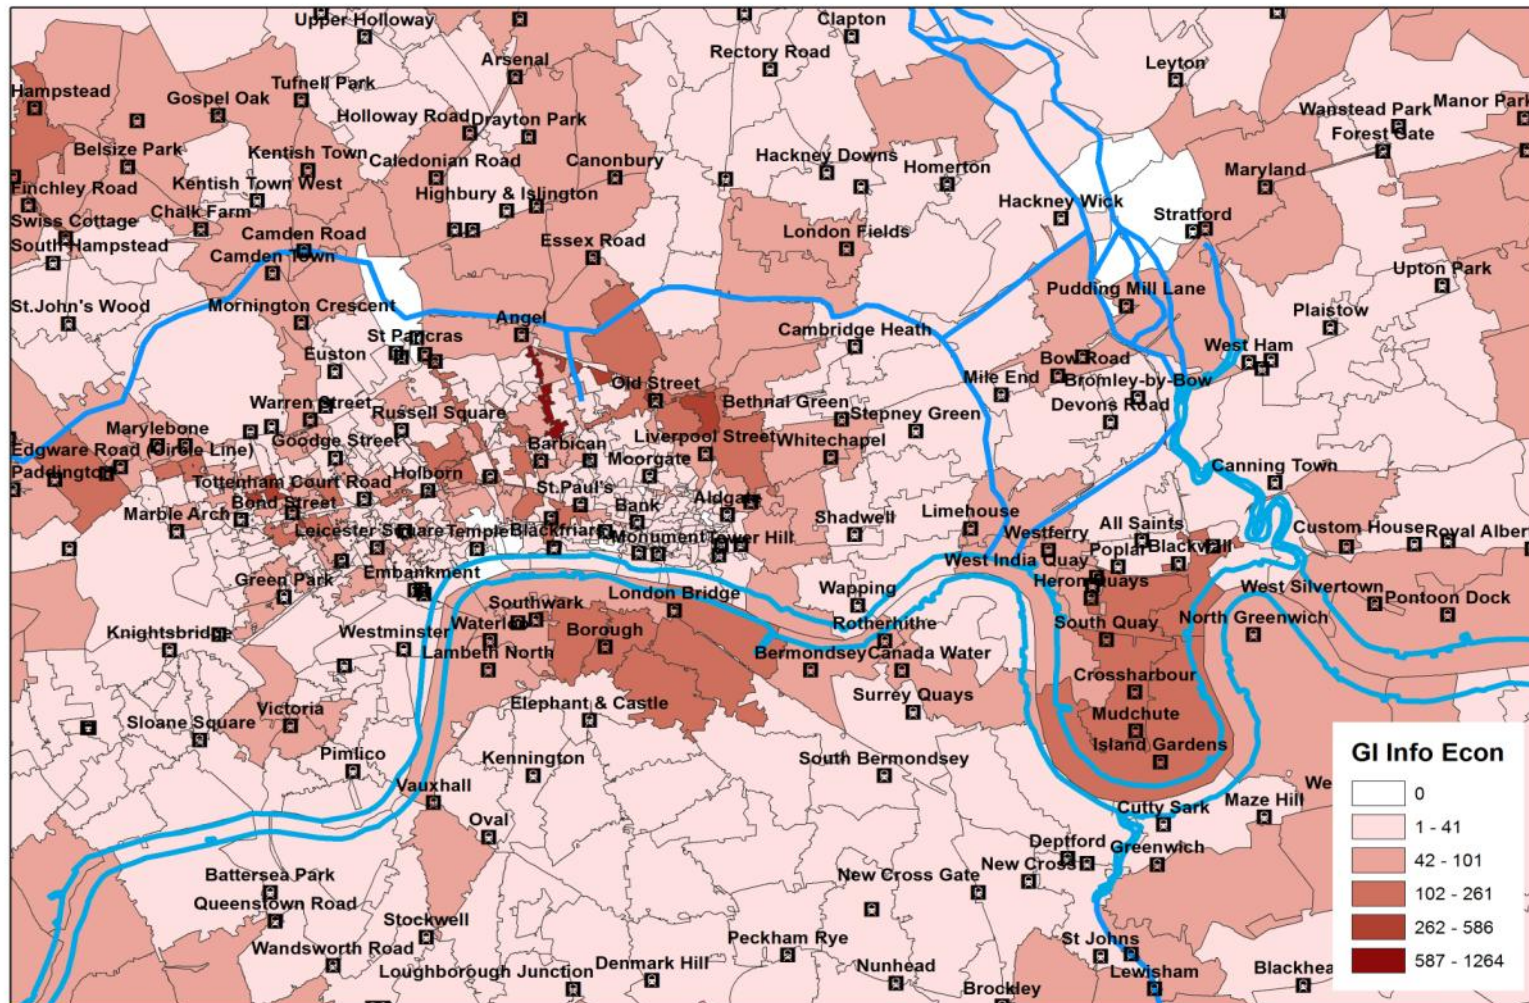 Upper Holloway
Clapton
Rectory Road
Arsenal
Leyton
Tufnell Park
Hampstead
Gospel Oak
Wanstead Park
Manor Park
Holloway Road
Drayton Park
Forest Gate
Belsize Park
Kentish Town
Caledonian Road
Canonbury
Hackney Downs
Homerton
Maryland
Finchley Road
Kentish Town West
Highbury & Islington
Hackney Wick
Chalk Farm
Stratford
Swiss Cottage
Camden Road
South Hampstead
Essex Road
London Fields
Camden Town
Upton Park
Pudding Mill Lane
St.John's Wood
Mornington Crescent
Plaistow
Angel
Cambridge Heath
St Pancras
Euston
Bow Road
West Ham
Mile End
Bromley-by-Bow
Old Street
Warren Street
Russell Square
Bethnal Green
Stepney Green
Devons Road
Marylebone
Goodge Street
Barbican
Liverpool Street
Whitechapel
Edgware Road (Circle Line)
Moorgate
Paddington
Holborn
Canning Town
Tottenham Court Road
St.Paul's
Bond Street
Bank
Aldgate
Marble Arch
Shadwell
Limehouse
All Saints
Leicester Square
Temple
Blackfriars
Monument
Tower Hill
Westferry
Custom House
Royal Alber
Poplar
Blackwall
West India Quay
Green Park
Embankment
Heron Quays
West Silvertown
Wapping
London Bridge
Pontoon Dock
Southwark
Waterloo
Borough
Rotherhithe
South Quay
North Greenwich
Knightsbridge
Westminster
Lambeth North
Bermondsey
Canada Water
Crossharbour
Surrey Quays
Elephant & Castle
Sloane Square
Victoria
Mudchute
Island Gardens
Pimlico
Kennington
South Bermondsey
Vauxhall
We
Cutty Sark
Maze Hill
Oval
Deptford
Greenwich
New Cross
Battersea Park
New Cross Gate
Queenstown Road
Stockwell
Peckham Rye
St Johns
Wandsworth Road
Denmark Hill
Nunhead
Loughborough Junction
Lewisham
Blackhea
Brockley
GI Info Econ
0
1 - 41
42 - 101
102 - 261
262 - 586
587 - 1264